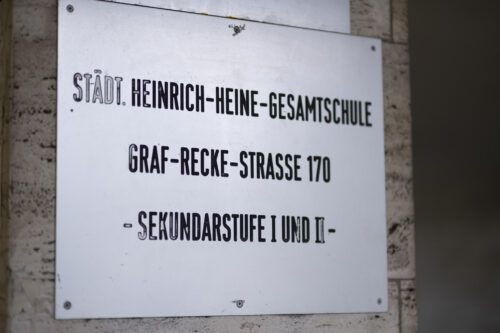 STÄDT. HEINRICH-HEINE-GESAMTSCHULE
GRAF-RECKE-STRASSE 170
- SEKUNDARSTUFE I UND II -